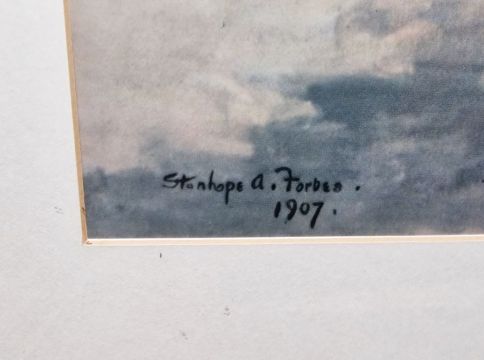 Stanhope A. Forbes.
1907.